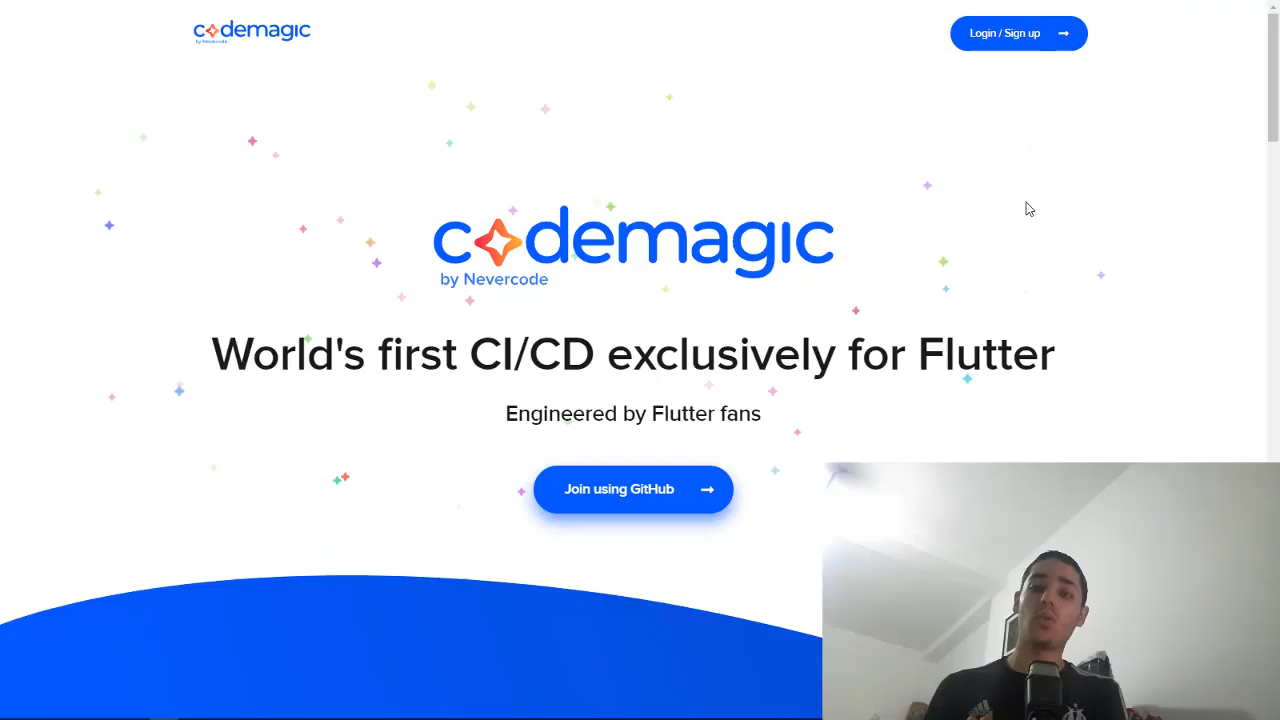 codemagic
by Nevercode
Login / Sign up
codemagic
by Nevercode
World's first CI/CD exclusively for Flutter
Engineered by Flutter fans
Join using GitHub